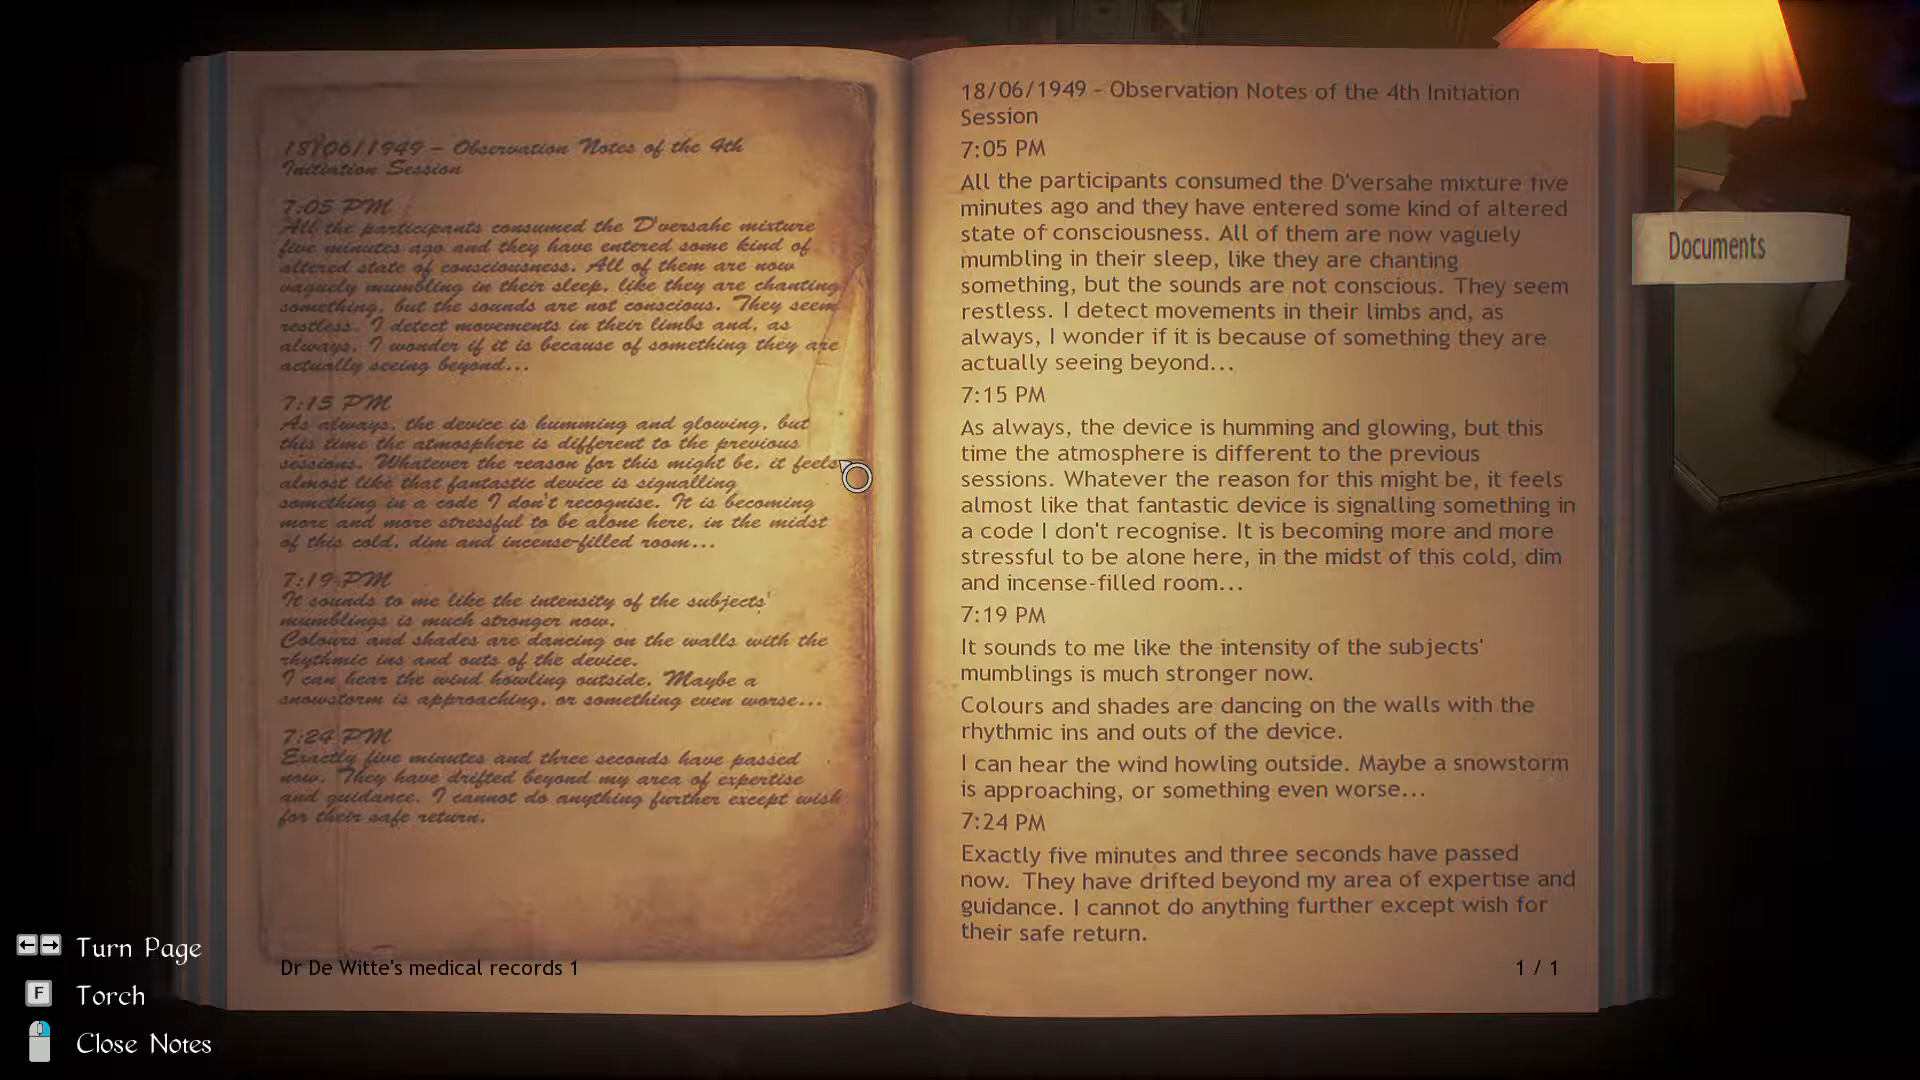 18/06/1949 – Observation Notes of the 4th
Initiation Session
7:05 PM
All the participants consumed the D'versahe mixture
five minutes ago and they have entered some kind of
altered state of consciousness. All of them are now
vaguely mumbling in their sleep, like they are chanting
something, but the sounds are not conscious. They seem
restless. I detect movements in their limbs and, as
always, I wonder if it is because of something they are
actually seeing beyond...
7:15 PM
As always, the device is humming and glowing, but
this time the atmosphere is different to the previous
sessions. Whatever the reason for this might be, it feels
almost like that fantastic device is signalling
something in a code I don't recognise. It is becoming
more and more stressful to be alone here, in the midst
of this cold, dim and incense-filled room...
7:19 PM
It sounds to me like the intensity of the subjects'
mumblings is much stronger now.
Colours and shades are dancing on the walls with the
rhythmic ins and outs of the device.
I can hear the wind howling outside. Maybe a
snowstorm is approaching, or something even worse...
7:24 PM
Exactly five minutes and three seconds have passed
now. They have drifted beyond my area of expertise
and guidance. I cannot do anything further except wish
for their safe return.
Dr De Witte's medical records 1
18/06/1949 - Observation Notes of the 4th Initiation
Session
7:05 PM
All the participants consumed the D'versahe mixture five
minutes ago and they have entered some kind of altered
state of consciousness. All of them are now vaguely
mumbling in their sleep, like they are chanting
something, but the sounds are not conscious. They seem
restless. I detect movements in their limbs and, as
always, I wonder if it is because of something they are
actually seeing beyond...
7:15 PM
As always, the device is humming and glowing, but this
time the atmosphere is different to the previous
sessions. Whatever the reason for this might be, it feels
almost like that fantastic device is signalling something in
a code I don't recognise. It is becoming more and more
stressful to be alone here, in the midst of this cold, dim
and incense-filled room...
7:19 PM
It sounds to me like the intensity of the subjects'
mumblings is much stronger now.
Colours and shades are dancing on the walls with the
rhythmic ins and outs of the device.
I can hear the wind howling outside. Maybe a snowstorm
is approaching, or something even worse...
7:24 PM
Exactly five minutes and three seconds have passed
now. They have drifted beyond my area of expertise and
guidance. I cannot do anything further except wish for
their safe return.
1 / 1
Documents
Turn Page
F Torch
Close Notes